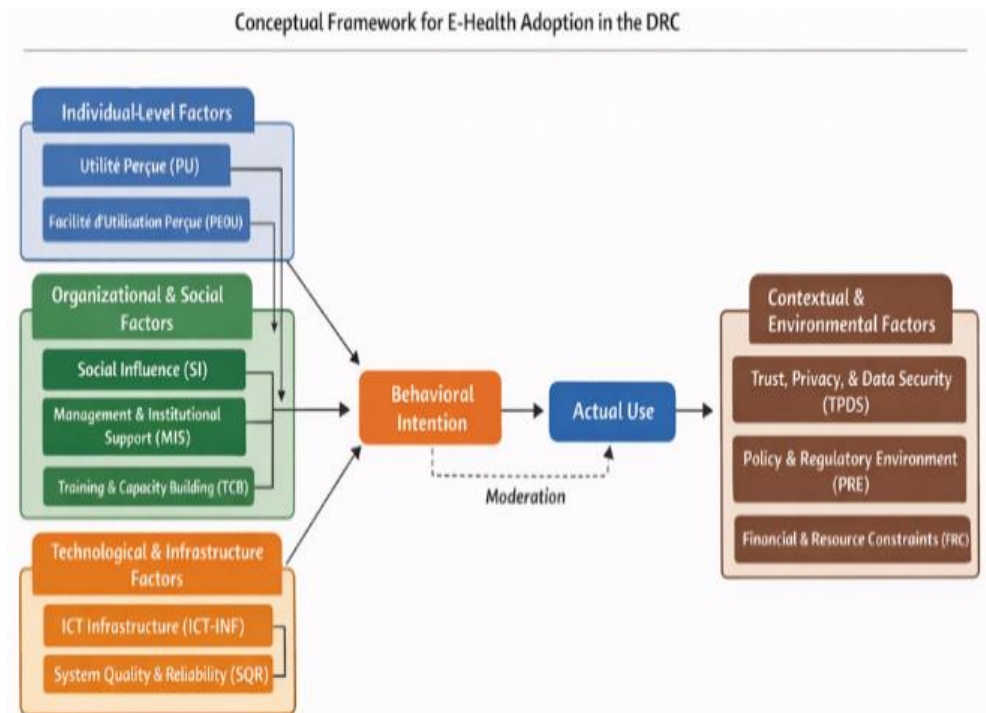 Conceptual Framework for E-Health Adoption in the DRC
Individual-Level Factors
Utilité Perçue (PU)
Facilité d'Utilisation Perçue (PEOU)
Organizational & Social
Factors
Social Influence (SI)
Management & Institutional
Support (MIS)
Training & Capacity Building (TCB)
Technological & Infrastructure
Factors
ICT Infrastructure (ICT-INF)
System Quality & Reliability (SQR)
Behavioral
Intention
Actual Use
Moderation
Contextual &
Environmental Factors
Trust, Privacy, & Data Security
(TPDS)
Policy & Regulatory Environment
(PRE)
Financial & Resource Constraints (FRC)